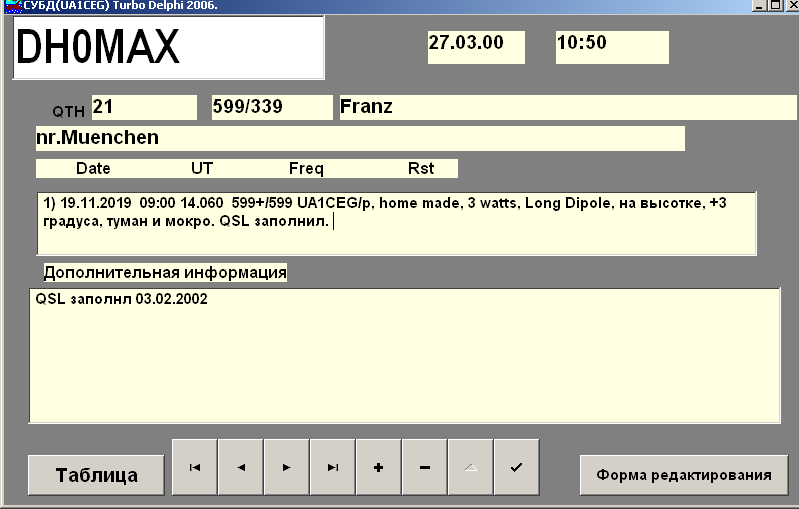 СУБД(UA1CEG) Turbo Delphi 2006.
DH0MAX
27.03.00 10:50
QTH 21 599/339 Franz
nr.Muenchen
Date UT Freq Rst
1) 19.11.2019 09:00 14.060 599+/599 UA1CEG/p, home made, 3 watts, Long Dipole, на высотке, +3
градуса, туман и мокро. QSL заполнил.
Дополнительная информация
QSL заполнл 03.02.2002
Таблица
Форма редактирования